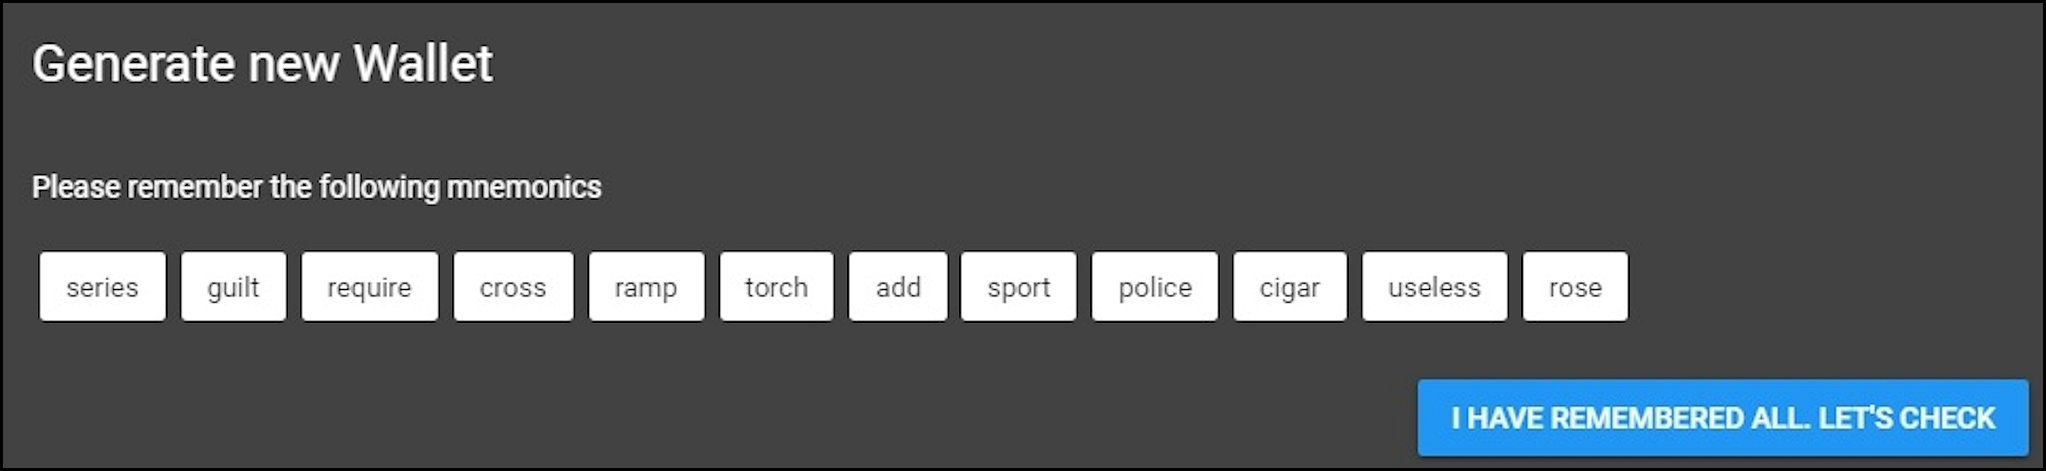 Generate new Wallet
Please remember the following mnemonics
series guilt require cross ramp torch add sport police cigar useless rose
I HAVE REMEMBERED ALL. LET'S CHECK